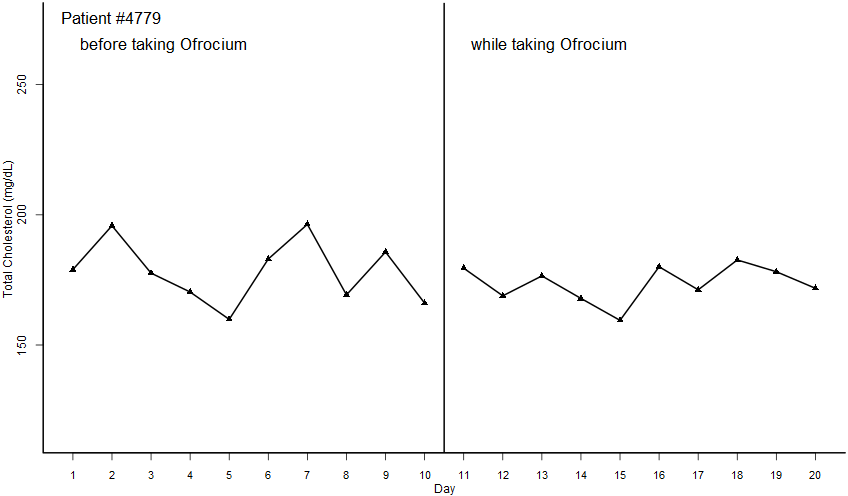 Patient #4779
before taking Ofrocium
while taking Ofrocium
Total Cholesterol (mg/dL)
250
200
150
1 2 3 4 5 6 7 8 9 10 11 12 13 14 15 16 17 18 19 20
Day